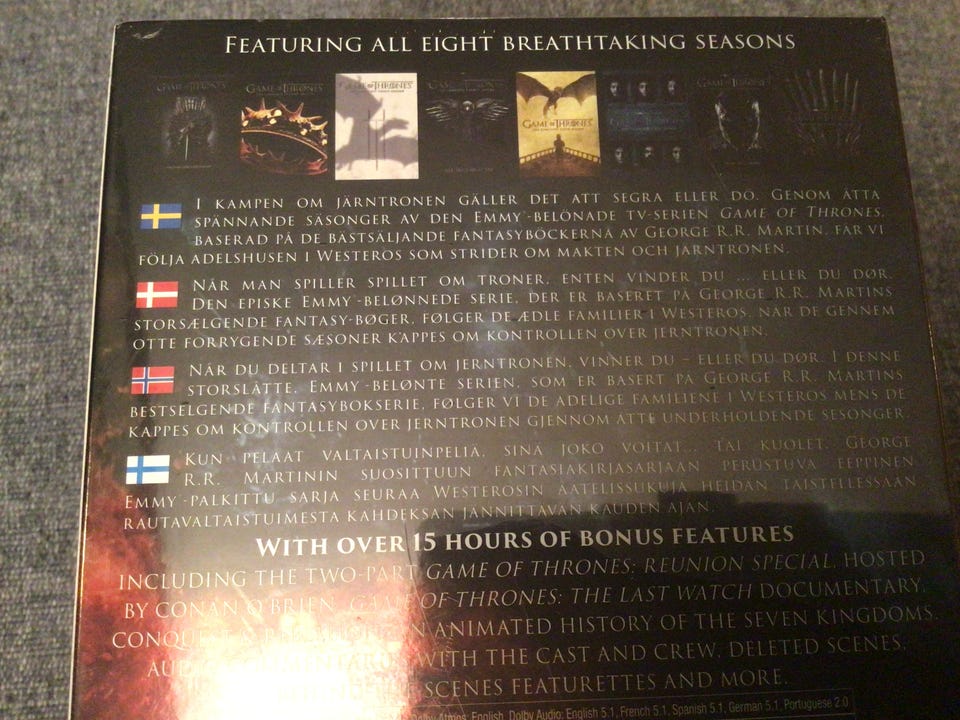 Featuring all eight breathtaking seasons
Game of Thrones
Game of Thrones
Game of Thrones
Game of Thrones
I kampen om järntronen gäller det att segra eller dö. Genom åtta
spännande säsonger av den Emmy®-belönade tv-serien Game of Thrones,
baserad på de bästsäljande fantasyböckerna av George R.R. Martin, får vi
följa adelshusen i Westeros som strider om makten och järntronen.
Når man spiller spillet om troner, enten vinder du ... eller du dør.
Den episke Emmy®-belønnede serie, der er baseret på George R.R. Martins
storsælgende fantasy-bøger, følger de ædle familier i Westeros, når de gennem
otte forrygende sæsoner kappes om kontrollen over jerntronen.
Når du deltar i spillet om jerntronen, vinner du – eller du dør. I denne
storslåtte, Emmy®-belønte serien, som er basert på George R.R. Martins
bestselgende fantasybokserie, følger vi de adelige familiene i Westeros mens de
kappes om kontrollen over jerntronen gjennom åtte underholdende sesonger.
Kun pelaat valtaistuinpeliä, sinä joko voitat... tai kuolet. George
R.R. Martinin suosittuun fantasiakirjasarjaan perustuva eeppinen
Emmy®-palkittu sarja seuraa Westerosin aatelissukuja heidän taistellessaan
rautavaltaistuimesta kahdeksan jännittävän kauden ajan.
With over 15 hours of bonus features
including the two-part Game of Thrones: Reunion Special, hosted
by Conan O'Brien, Game of Thrones: The Last Watch documentary,
Conquest & an animated history of the Seven Kingdoms,
audio commentaries with the cast and crew, deleted scenes,
scenes featurettes and more.
Dolby Atmos: English, Dolby Audio: English 5.1, French 5.1, Spanish 5.1, German 5.1, Portuguese 2.0